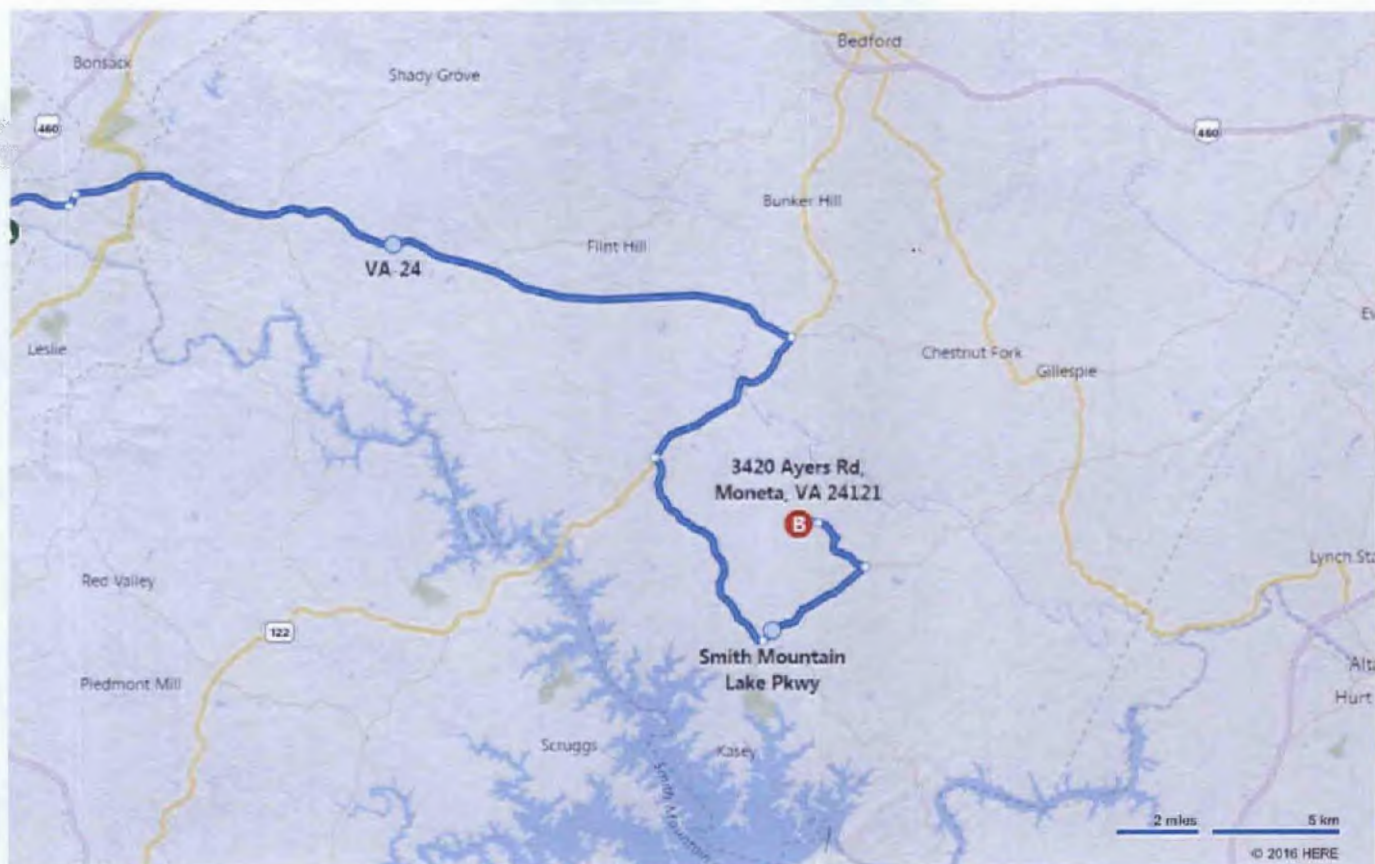 Bedford
Bonsack
Shady Grove
460
460
Bunker Hill
Flint Hill
VA-24
Leslie
Chestnut Fork
Gillespie
3420 Ayers Rd,
Moneta, VA 24121
B
Lynch Sta
Red Valley
122
Smith Mountain
Lake Pkwy
Piedmont Mill
Alta
Hurt
Scruggs
Kasey
Smith Mountain
2 miles
5 km
© 2016 HERE